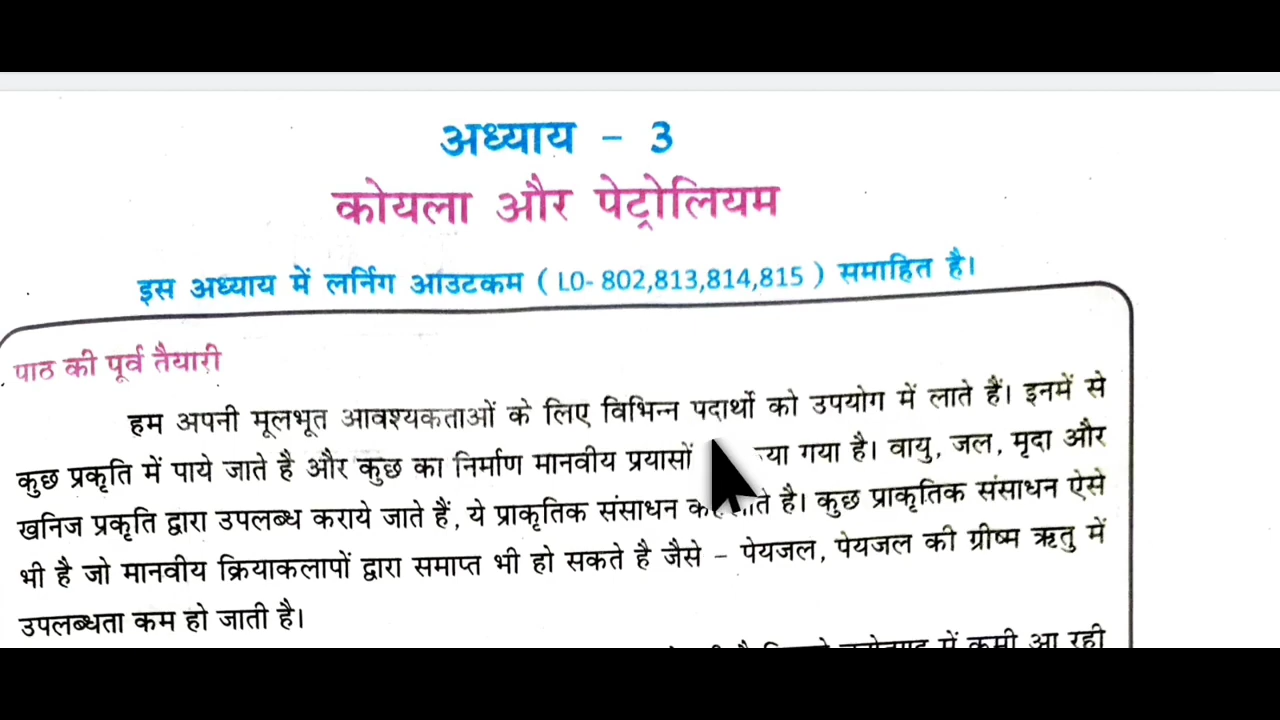 अध्याय - 3
कोयला और पेट्रोलियम
इस अध्याय में लर्निंग आउटकम ( LO- 802,813,814,815 ) समाहित है।
पाठ की पूर्व तैयारी
हम अपनी मूलभूत आवश्यकताओं के लिए विभिन्न पदार्थो को उपयोग में लाते हैं। इनमें से
कुछ प्रकृति में पाये जाते है और कुछ का निर्माण मानवीय प्रयासों गया है। वायु, जल, मृदा और
खनिज प्रकृति द्वारा उपलब्ध कराये जाते हैं, ये प्राकृतिक संसाधन है। कुछ प्राकृतिक संसाधन ऐसे
भी है जो मानवीय क्रियाकलापों द्वारा समाप्त भी हो सकते है जैसे - पेयजल, पेयजल की ग्रीष्म ऋतु में
उपलब्धता कम हो जाती है।
में कमी आ रही